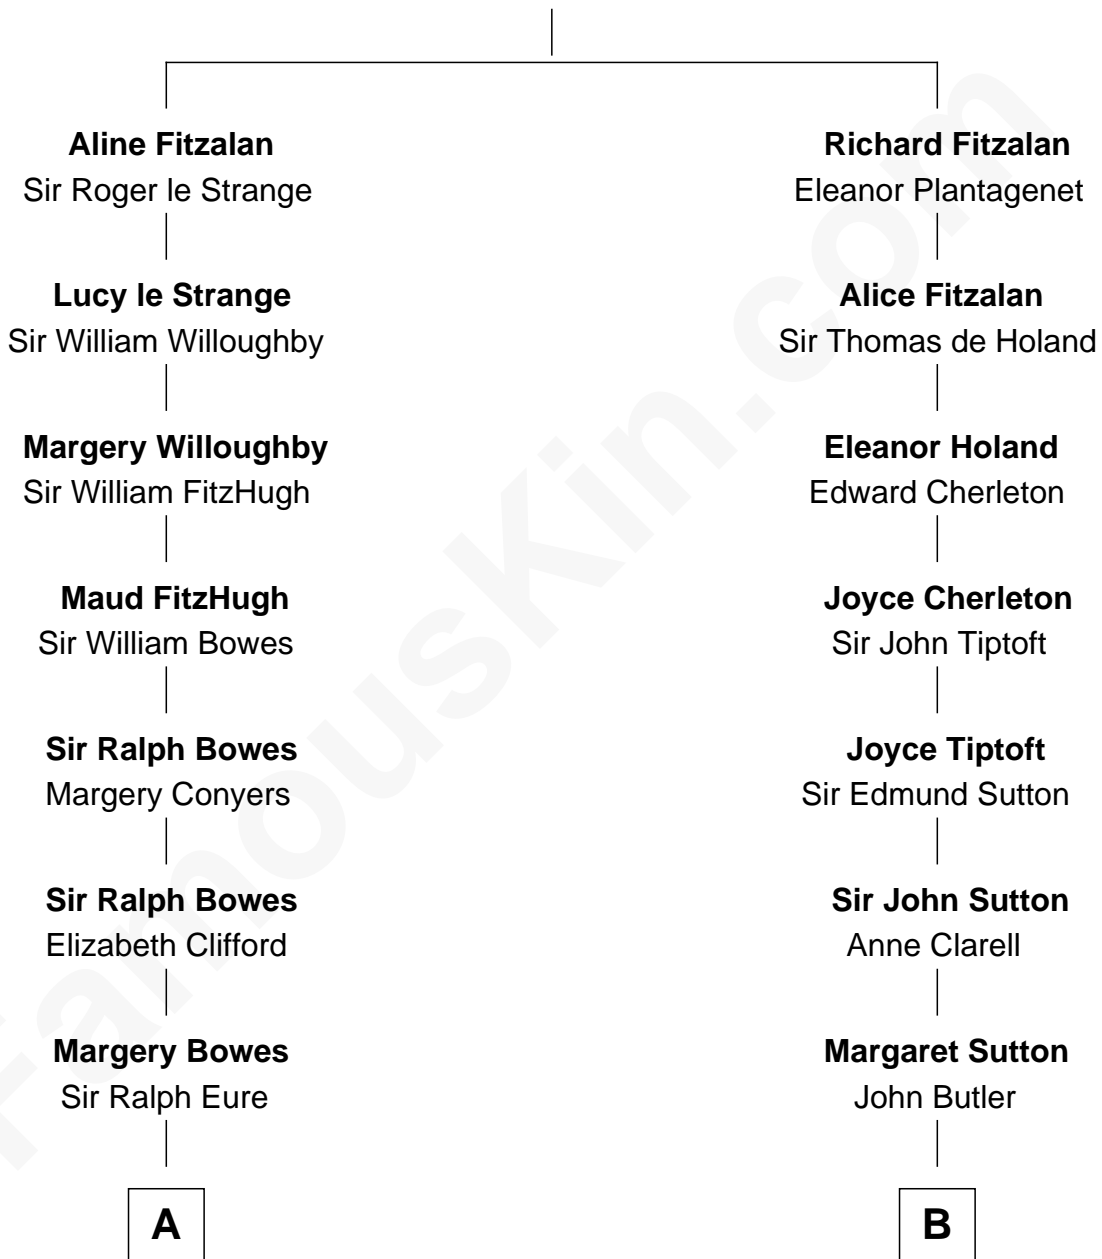 Aline Fitzalan
Sir Roger le Strange
Richard Fitzalan
Eleanor Plantagenet
Lucy le Strange
Sir William Willoughby
Alice Fitzalan
Sir Thomas de Holand
Margery Willoughby
Sir William FitzHugh
Eleanor Holand
Edward Cherleton
Maud FitzHugh
Sir William Bowes
Joyce Cherleton
Sir John Tiptoft
Sir Ralph Bowes
Margery Conyers
Joyce Tiptoft
Sir Edmund Sutton
Sir Ralph Bowes
Elizabeth Clifford
Sir John Sutton
Anne Clarell
Margery Bowes
Sir Ralph Eure
Margaret Sutton
John Butler
A
B
FamousKin.com